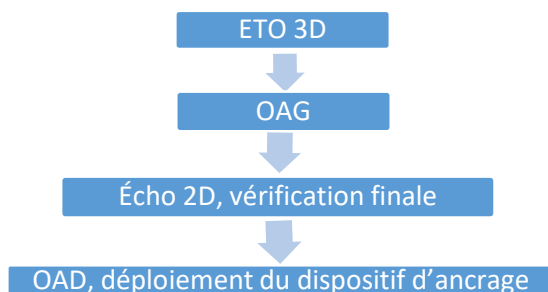 ETO 3D
OAG
Écho 2D, vérification finale
OAD, déploiement du dispositif d’ancrage